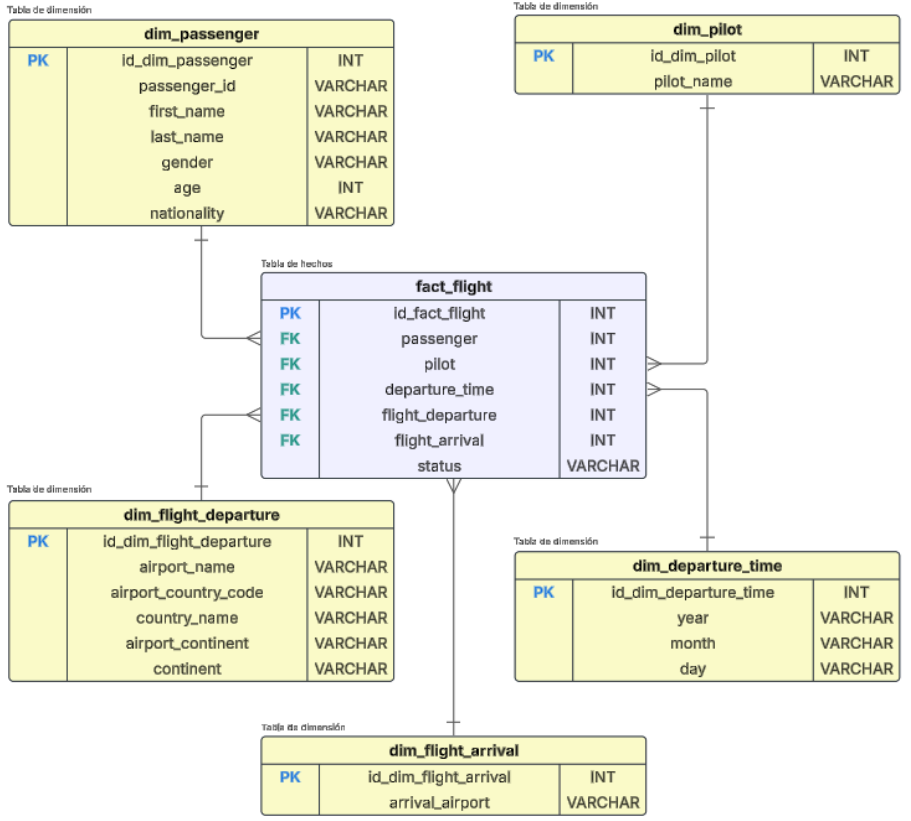 Tabla de dimensión
dim_passenger
PK id_dim_passenger INT
passenger_id VARCHAR
first_name VARCHAR
last_name VARCHAR
gender VARCHAR
age INT
nationality VARCHAR
Tabla de dimensión
dim_pilot
PK id_dim_pilot INT
pilot_name VARCHAR
Tabla de hechos
fact_flight
PK id_fact_flight INT
FK passenger INT
FK pilot INT
FK departure_time INT
FK flight_departure INT
FK flight_arrival INT
status VARCHAR
Tabla de dimensión
dim_flight_departure
PK id_dim_flight_departure INT
airport_name VARCHAR
airport_country_code VARCHAR
country_name VARCHAR
airport_continent VARCHAR
continent VARCHAR
Tabla de dimensión
dim_departure_time
PK id_dim_departure_time INT
year VARCHAR
month VARCHAR
day VARCHAR
Tabla de dimensión
dim_flight_arrival
PK id_dim_flight_arrival INT
arrival_airport VARCHAR